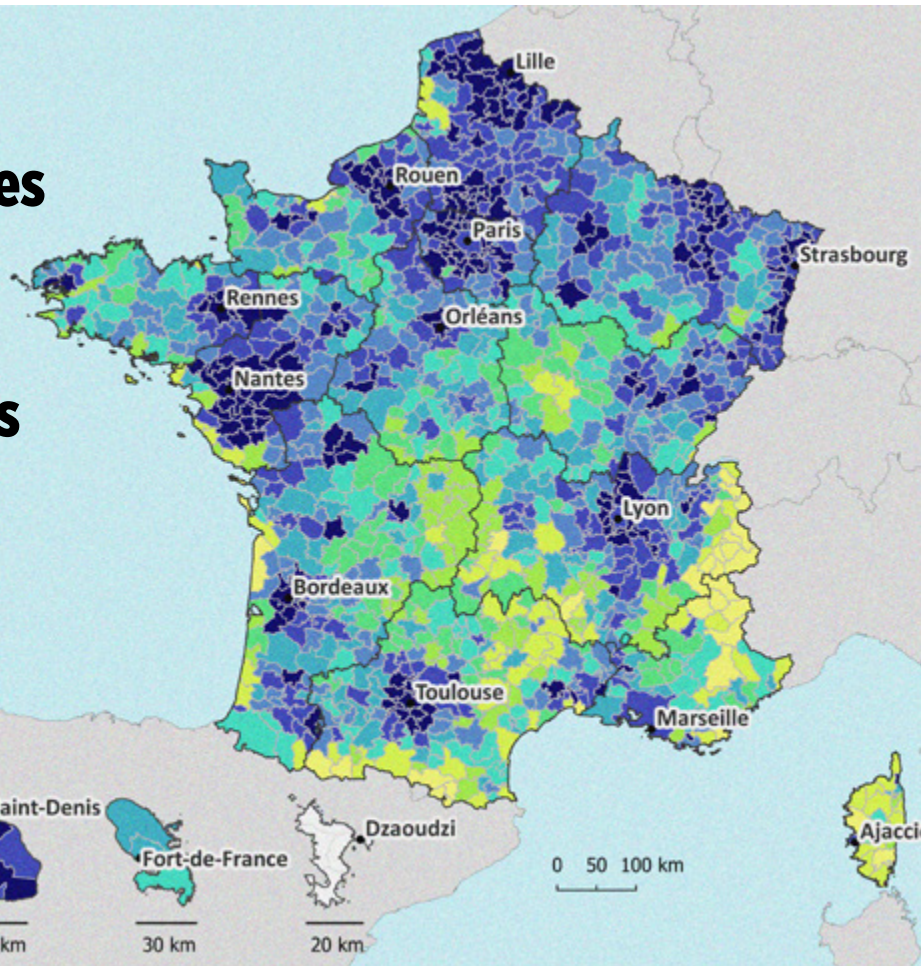 Lille
es
Rouen
Paris
Strasbourg
Rennes
Orléans
Nantes
s
Lyon
Bordeaux
Toulouse
Marseille
aint-Denis
Dzaoudzi
Ajacci
Fort-de-France
0 50 100 km
km
30 km
20 km